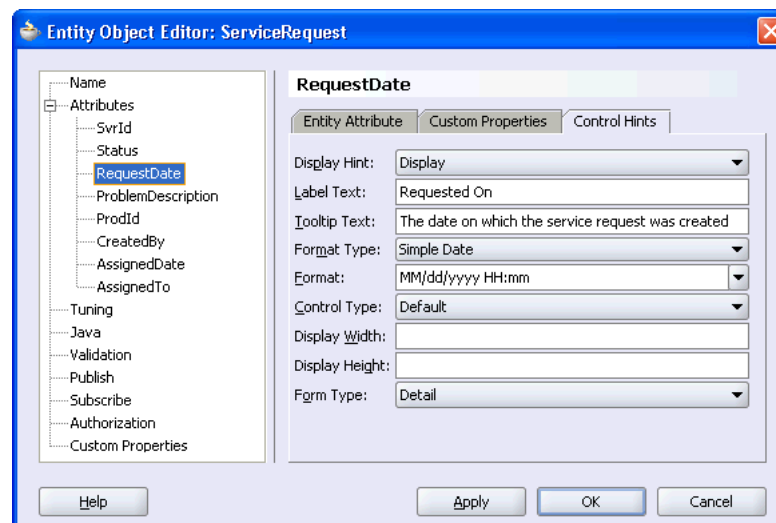 Entity Object Editor: ServiceRequest
Name
Attributes
SvrId
Status
RequestDate
ProblemDescription
ProdId
CreatedBy
AssignedDate
AssignedTo
Tuning
Java
Validation
Publish
Subscribe
Authorization
Custom Properties
RequestDate
Entity Attribute Custom Properties Control Hints
Display Hint: Display
Label Text: Requested On
Tooltip Text: The date on which the service request was created
Format Type: Simple Date
Format: MM/dd/yyyy HH:mm
Control Type: Default
Display Width:
Display Height:
Form Type: Detail
Help Apply OK Cancel